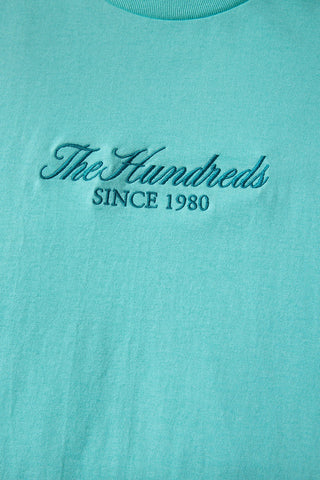 The Hundreds
SINCE 1980